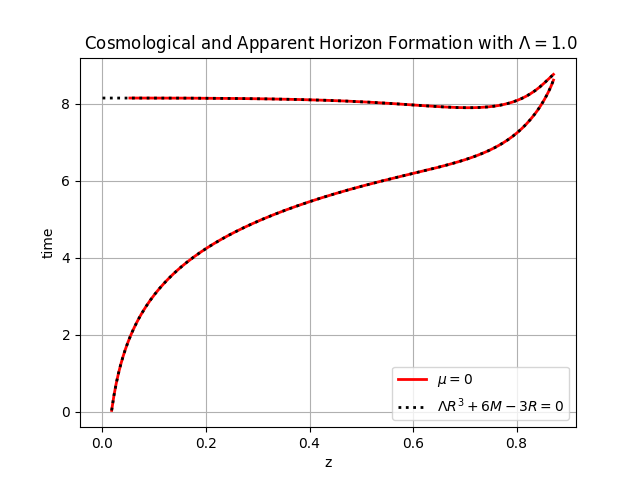 Cosmological and Apparent Horizon Formation with Λ = 1.0
time
8
6
4
2
0
0.0 0.2 0.4 0.6 0.8
z
μ = 0
ΛR³ + 6M − 3R = 0